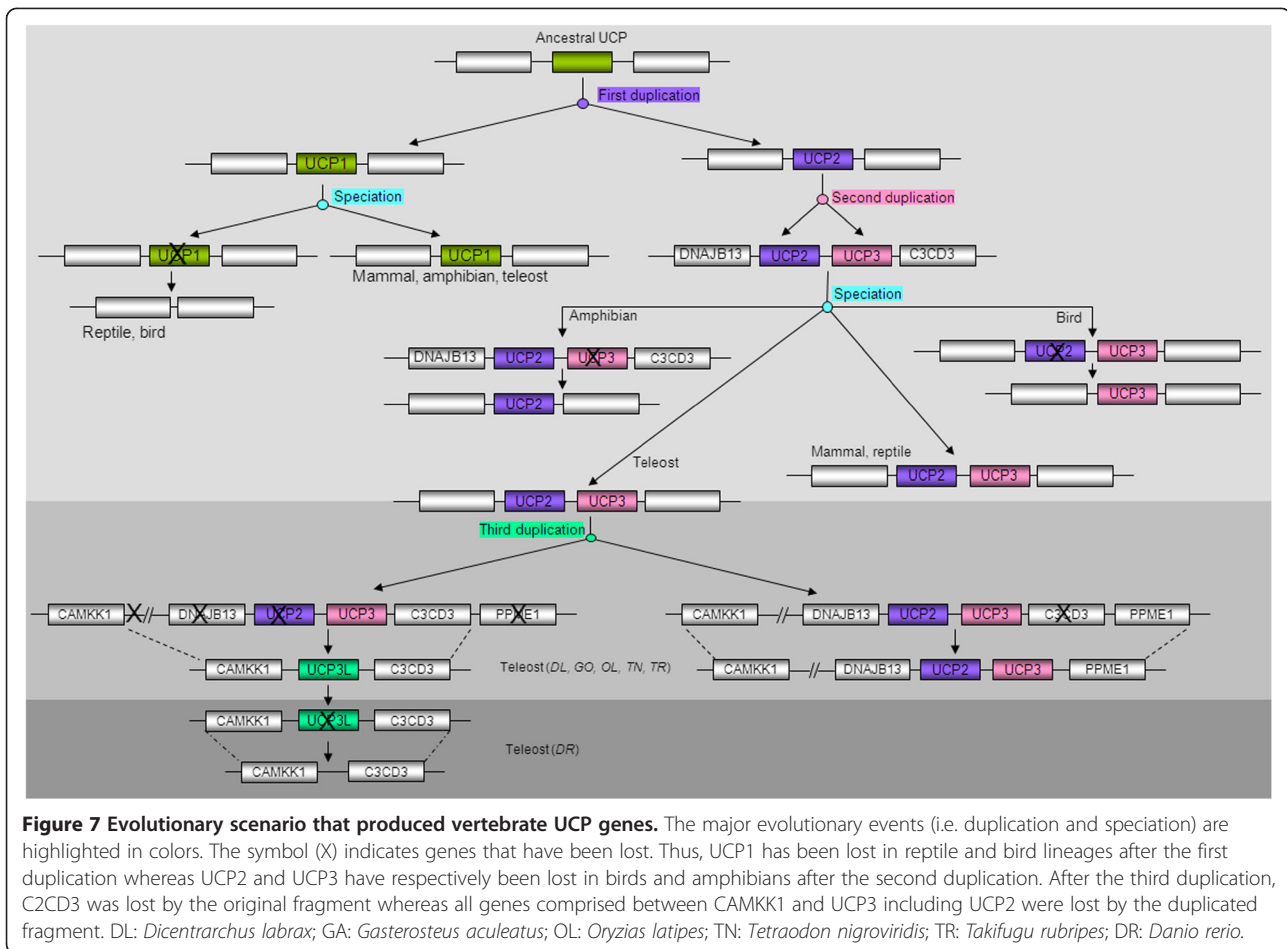 Ancestral UCP
First duplication
UCP1
UCP2
Speciation
Second duplication
UCP1
UCP1
DNAJB13
UCP2
UCP3
C3CD3
Mammal, amphibian, teleost
Speciation
Reptile, bird
Amphibian
Bird
DNAJB13
UCP2
UCP3
C3CD3
UCP2
UCP3
UCP2
UCP3
Mammal, reptile
Teleost
UCP2
UCP3
UCP2
UCP3
Third duplication
CAMKK1
//
DNAJB13
UCP2
UCP3
C3CD3
PPME1
CAMKK1
//
DNAJB13
UCP2
UCP3
C3CD3
PPME1
CAMKK1
UCP3L
C3CD3
Teleost (DL, GO, OL, TN, TR)
CAMKK1
//
DNAJB13
UCP2
UCP3
PPME1
CAMKK1
UCP3L
C3CD3
Teleost (DR)
CAMKK1
C3CD3
Figure 7 Evolutionary scenario that produced vertebrate UCP genes. The major evolutionary events (i.e. duplication and speciation) are
highlighted in colors. The symbol (X) indicates genes that have been lost. Thus, UCP1 has been lost in reptile and bird lineages after the first
duplication whereas UCP2 and UCP3 have respectively been lost in birds and amphibians after the second duplication. After the third duplication,
C2CD3 was lost by the original fragment whereas all genes comprised between CAMKK1 and UCP3 including UCP2 were lost by the duplicated
fragment. DL: Dicentrarchus labrax; GA: Gasterosteus aculeatus; OL: Oryzias latipes; TN: Tetraodon nigroviridis; TR: Takifugu rubripes; DR: Danio rerio.